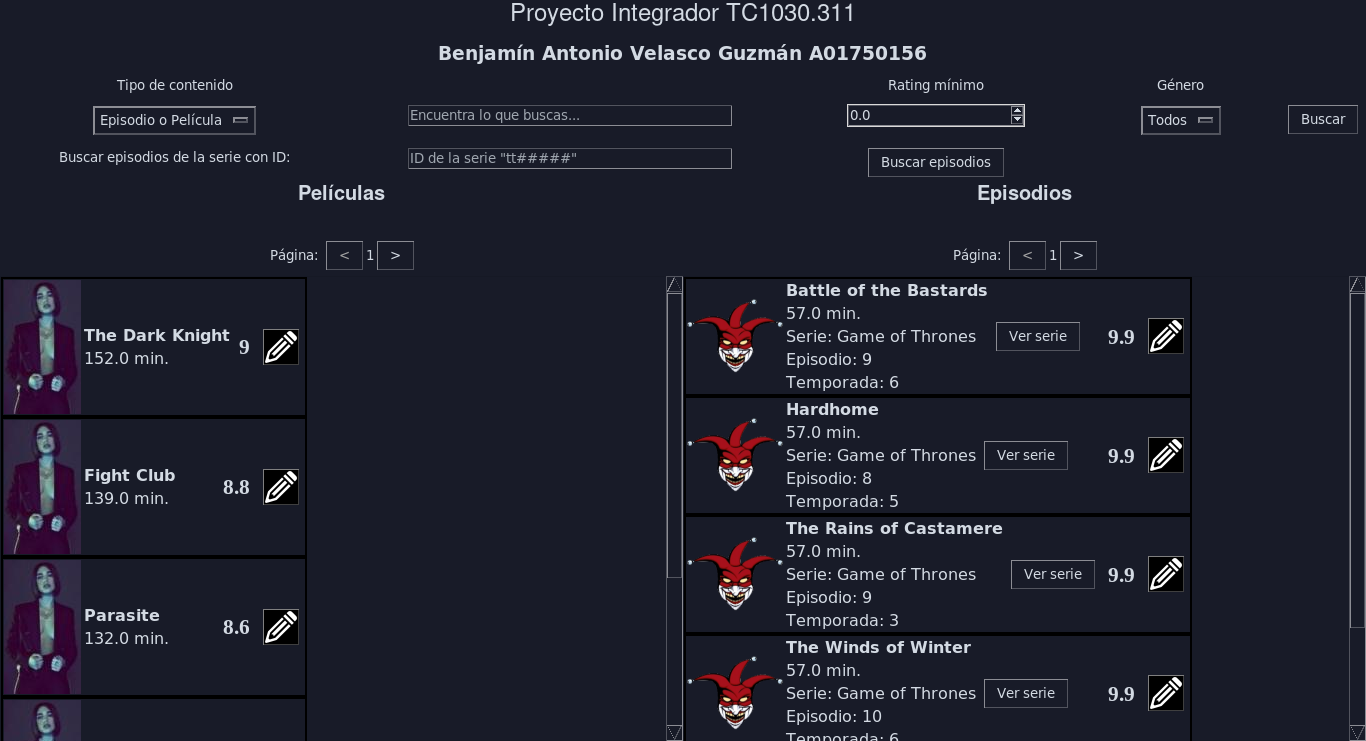 Proyecto Integrador TC1030.311
Benjamín Antonio Velasco Guzmán A01750156
Tipo de contenido
Rating mínimo
Género
Episodio o Película
Encuentra lo que buscas...
0.0
Todos
Buscar
Buscar episodios de la serie con ID:
ID de la serie "tt#####"
Buscar episodios
Películas
Página: < 1 >
The Dark Knight
152.0 min.
9
Fight Club
139.0 min.
8.8
Parasite
132.0 min.
8.6
Episodios
Página: < 1 >
Battle of the Bastards
57.0 min.
Serie: Game of Thrones
Episodio: 9
Temporada: 6
Ver serie
9.9
Hardhome
57.0 min.
Serie: Game of Thrones
Episodio: 8
Temporada: 5
Ver serie
9.9
The Rains of Castamere
57.0 min.
Serie: Game of Thrones
Episodio: 9
Temporada: 3
Ver serie
9.9
The Winds of Winter
57.0 min.
Serie: Game of Thrones
Episodio: 10
Temporada: 6
Ver serie
9.9